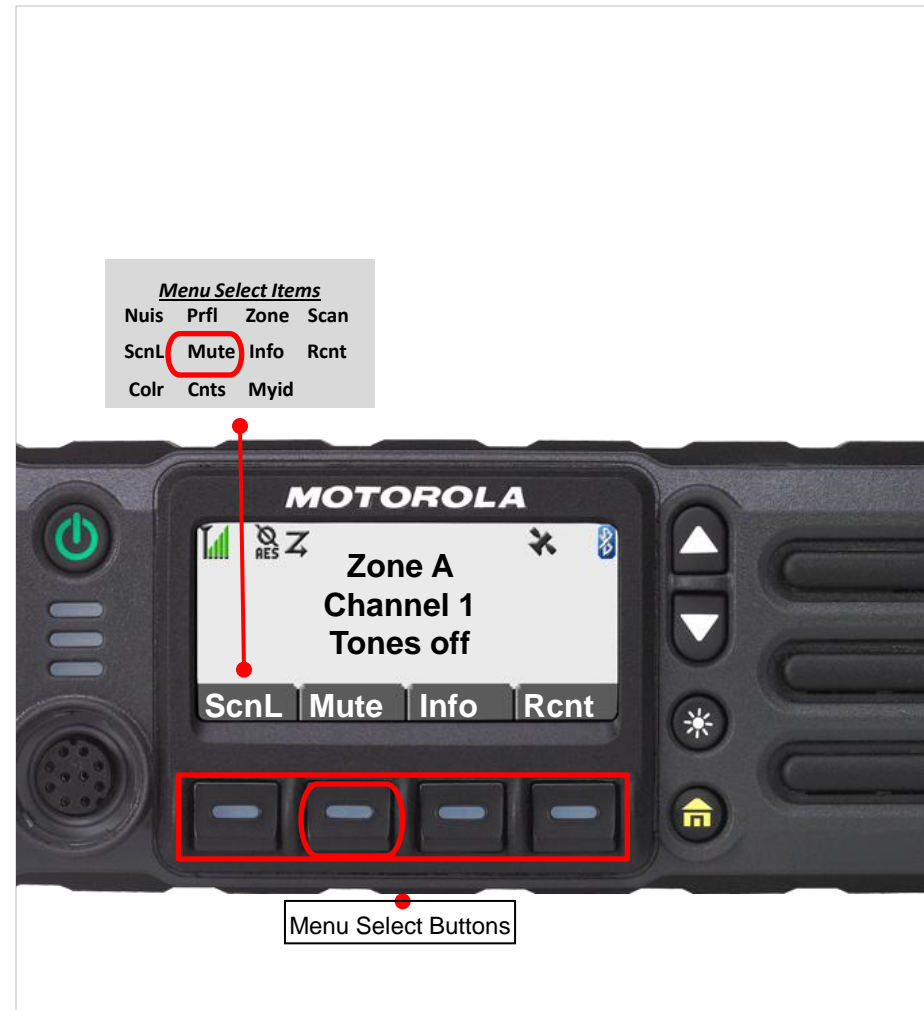 Menu Select Items
Nuis Prfl Zone Scan
ScnL Mute Info Rcnt
Colr Cnts Myid
MOTOROLA
AES
Zone A
Channel 1
Tones off
ScnL Mute Info Rcnt
Menu Select Buttons